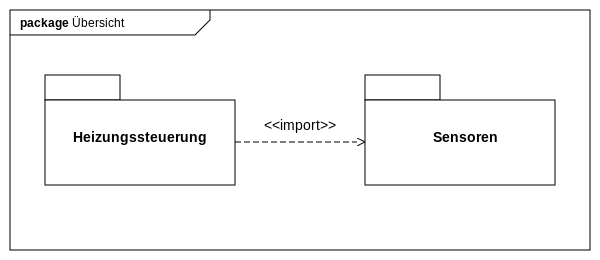 package Übersicht
<<import>>
Heizungssteuerung
Sensoren